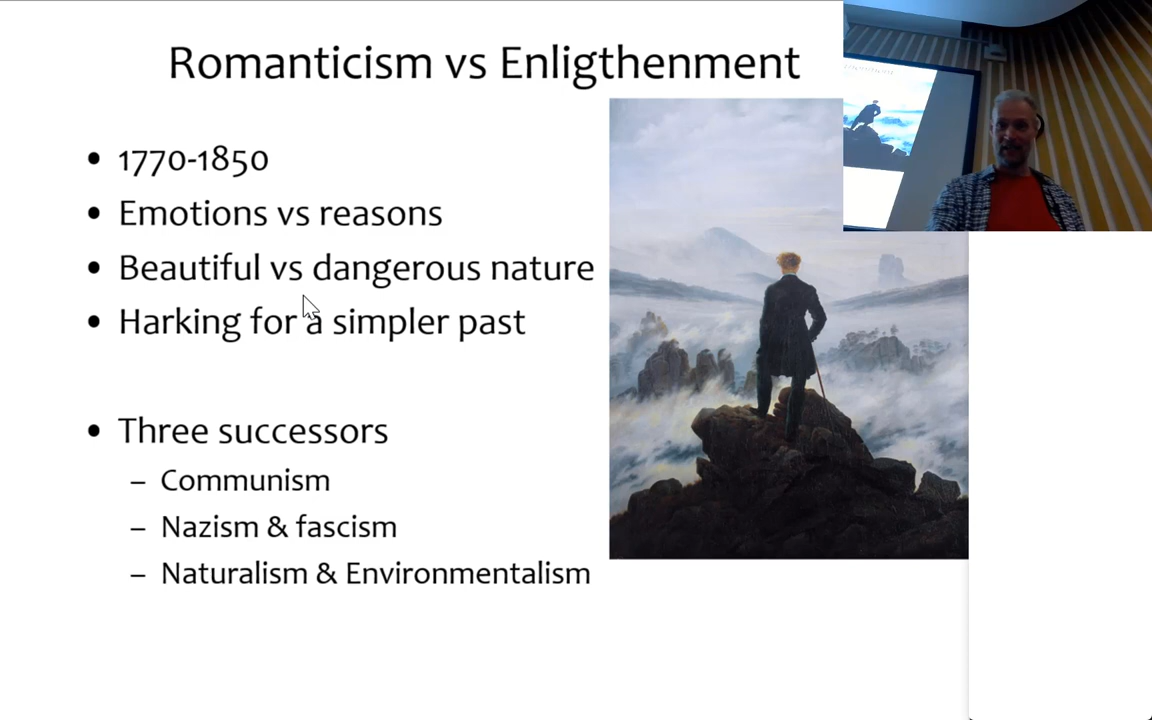 Romanticism vs Enligthenment
• 1770-1850
• Emotions vs reasons
• Beautiful vs dangerous nature
• Harking for a simpler past
• Three successors
– Communism
– Nazism & fascism
– Naturalism & Environmentalism